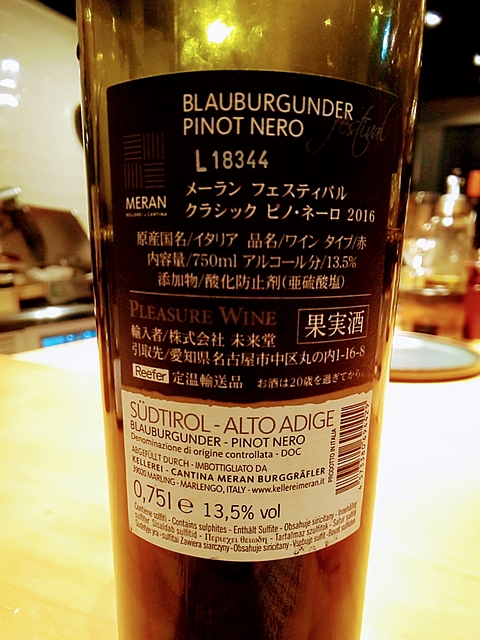 BLAUBURGUNDER
PINOT NERO
festival
L18344
MERAN
KELLEREI - CANTINA
メーラン フェスティバル
クラシック ピノ・ネーロ 2016
原産国名/イタリア 品名/ワイン タイプ/赤
内容量/750ml アルコール分/13.5%
添加物/酸化防止剤(亜硫酸塩)
PLEASURE WINE
果実酒
輸入者/株式会社 未来堂
引取先/愛知県名古屋市中区丸の内1-16-8
Reefer 定温輸送品 お酒は20歳を過ぎてから。
SÜDTIROL - ALTO ADIGE
BLAUBURGUNDER - PINOT NERO
Denominazione di origine controllata - DOC
ABGEFÜLLT DURCH - IMBOTTIGLIATO DA
KELLEREI - CANTINA MERAN BURGGRÄFLER
39020 MARLING - MARLENGO, ITALY - www.kellereimeran.it
PRODOTTO IN ITALIA
0,75l e 13,5% vol
Contiene solfiti - Contains sulphites - Enthält Sulfite - Obsahuje siričitany - Innehåller
sulfiter